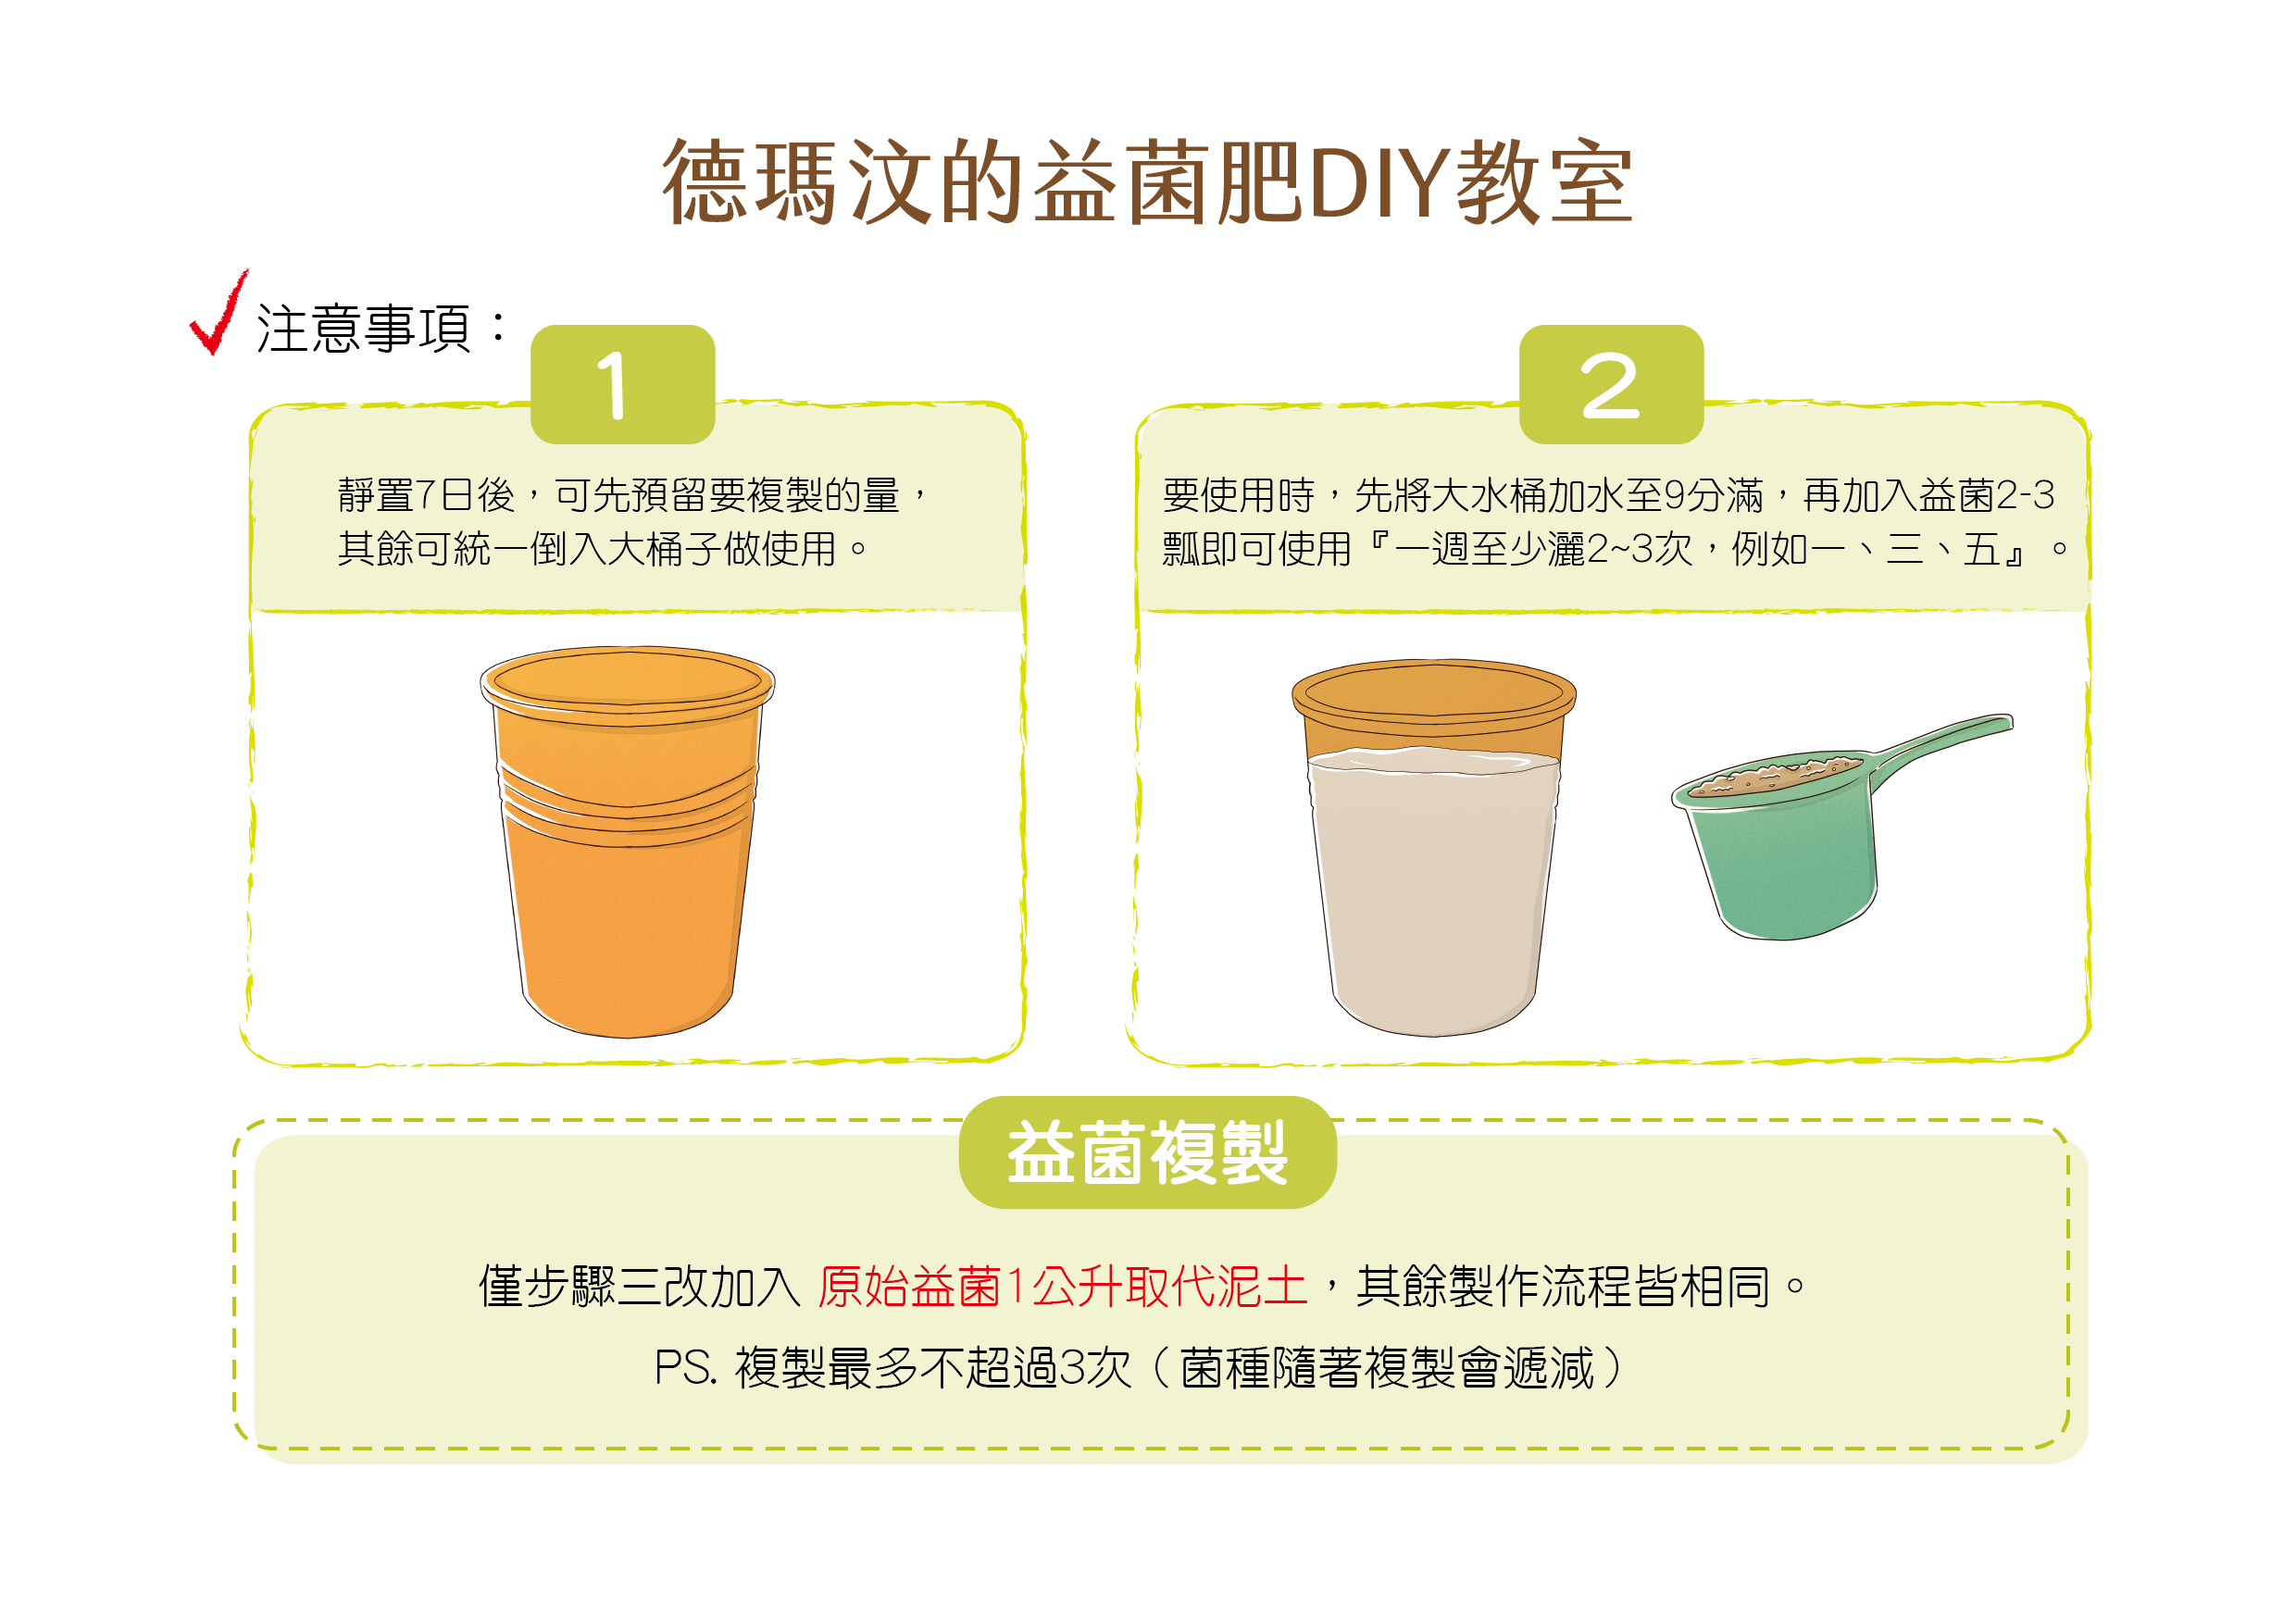 德瑪汶的益菌肥DIY教室
注意事項：
1
靜置7日後，可先預留要複製的量，
其餘可統一倒入大桶子做使用。
2
要使用時，先將大水桶加水至9分滿，再加入益菌2-3
瓢即可使用『一週至少灑2~3次，例如一、三、五』。
益菌複製
僅步驟三改加入 原始益菌1公升取代泥土，其餘製作流程皆相同。
PS. 複製最多不超過3次（菌種隨著複製會遞減）